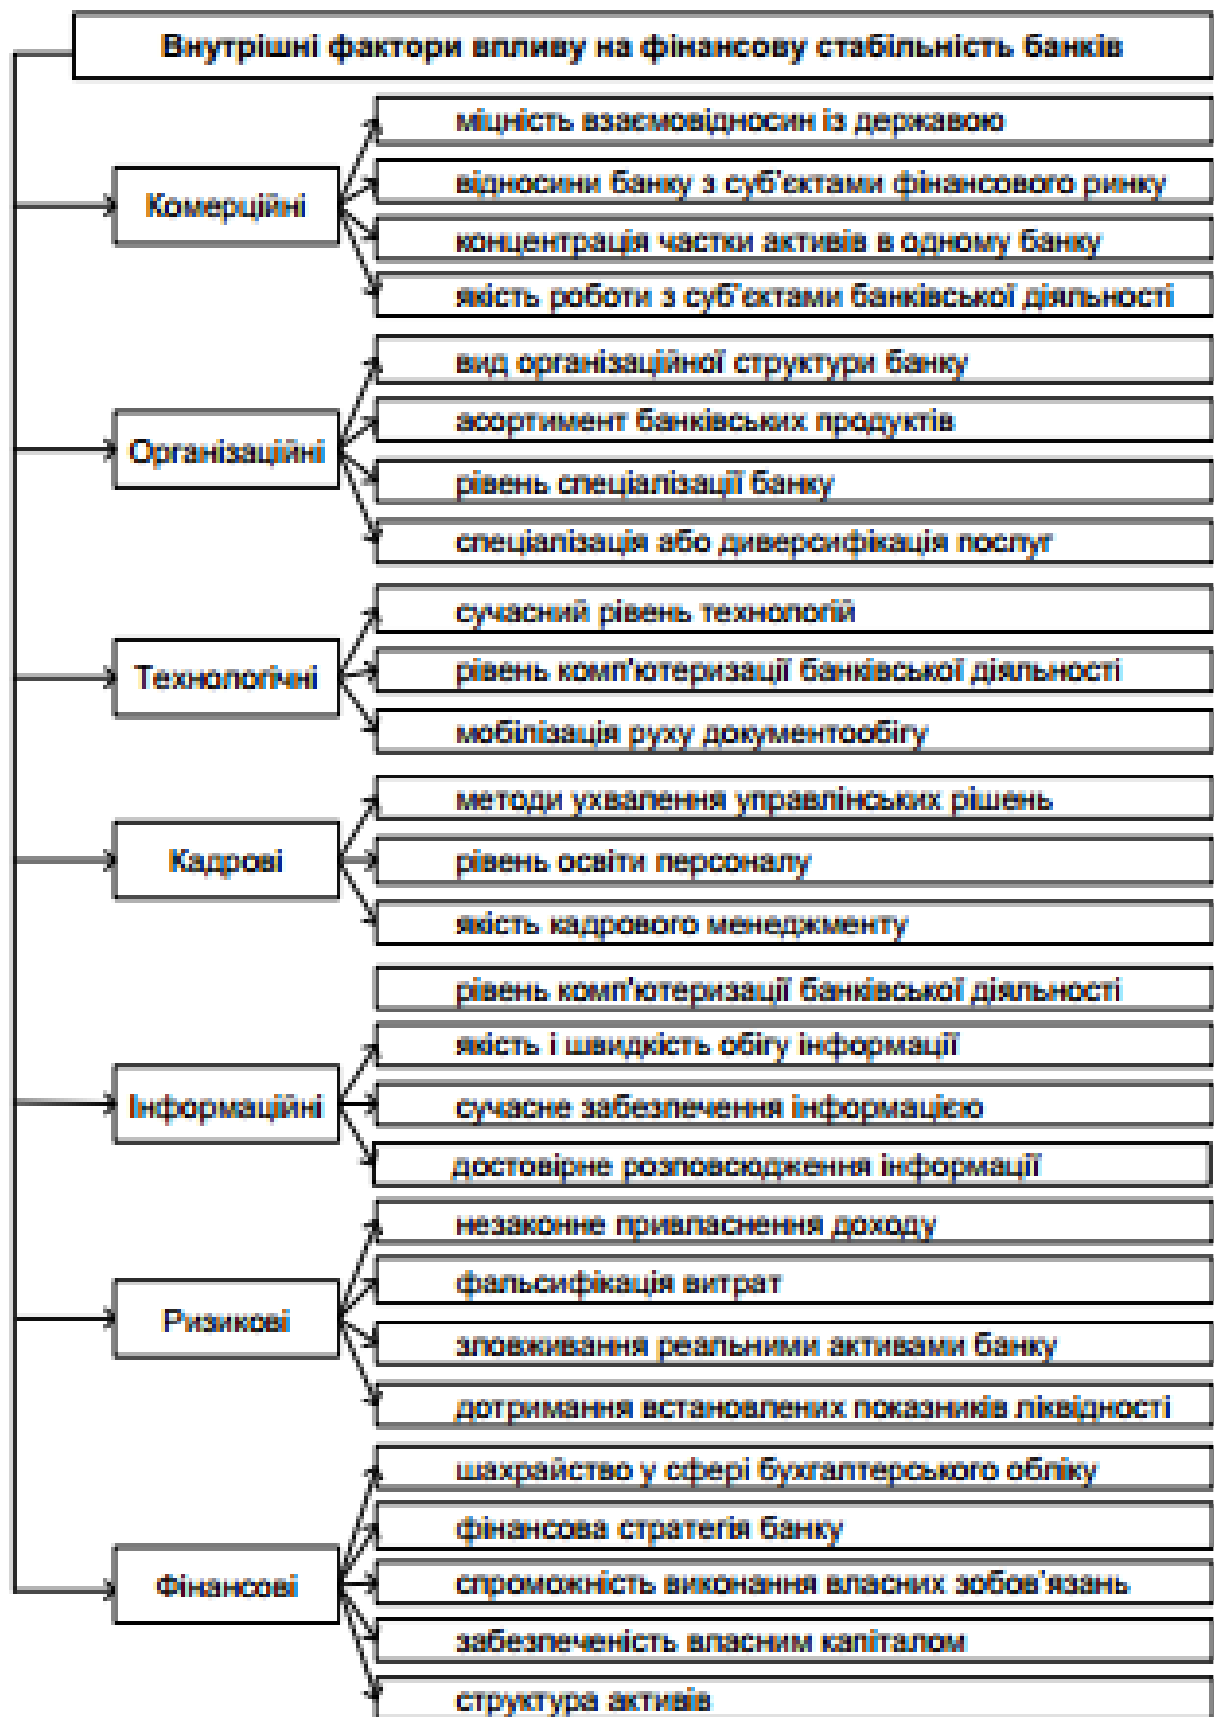 Внутрішні фактори впливу на фінансову стабільність банків
Комерційні
міцність взаємовідносин із державою
відносини банку з суб'єктами фінансового ринку
концентрація частки активів в одному банку
якість роботи з суб'єктами банківської діяльності
Організаційні
вид організаційної структури банку
асортимент банківських продуктів
рівень спеціалізації банку
спеціалізація або диверсифікація послуг
Технологічні
сучасний рівень технологій
рівень комп'ютеризації банківської діяльності
мобілізація руху документообігу
Кадрові
методи ухвалення управлінських рішень
рівень освіти персоналу
якість кадрового менеджменту
рівень комп'ютеризації банківської діяльності
Інформаційні
якість і швидкість обігу інформації
сучасне забезпечення інформацією
достовірне розповсюдження інформації
Ризикові
незаконне привласнення доходу
фальсифікація витрат
зловживання реальними активами банку
дотримання встановлених показників ліквідності
Фінансові
шахрайство у сфері бухгалтерського обліку
фінансова стратегія банку
спроможність виконання власних зобов'язань
забезпеченість власним капіталом
структура активів